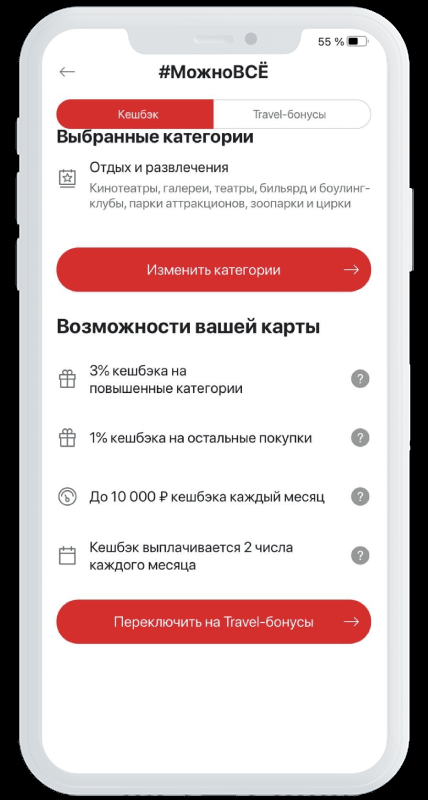 55 %
#МожноВСЁ
Кешбэк
Travel-бонусы
Выбранные категории
Отдых и развлечения
Кинотеатры, галереи, театры, бильярд и боулинг-
клубы, парки аттракционов, зоопарки и цирки
Изменить категории
Возможности вашей карты
3% кешбэка на
повышенные категории
?
1% кешбэка на остальные покупки
?
До 10 000 ₽ кешбэка каждый месяц
?
Кешбэк выплачивается 2 числа
каждого месяца
?
Переключить на Travel-бонусы